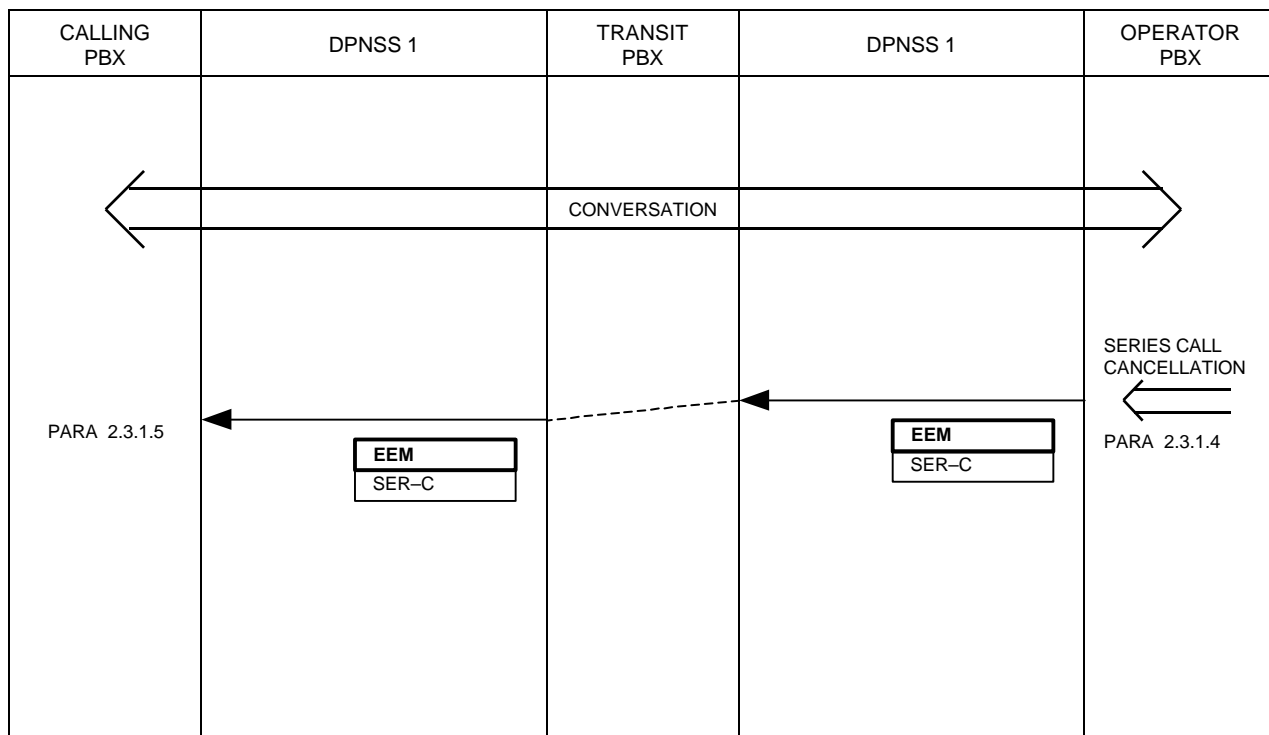 CALLING
PBX
DPNSS 1
TRANSIT
PBX
DPNSS 1
OPERATOR
PBX
CONVERSATION
SERIES CALL
CANCELLATION
PARA 2.3.1.5
EEM
SER–C
EEM
SER–C
PARA 2.3.1.4